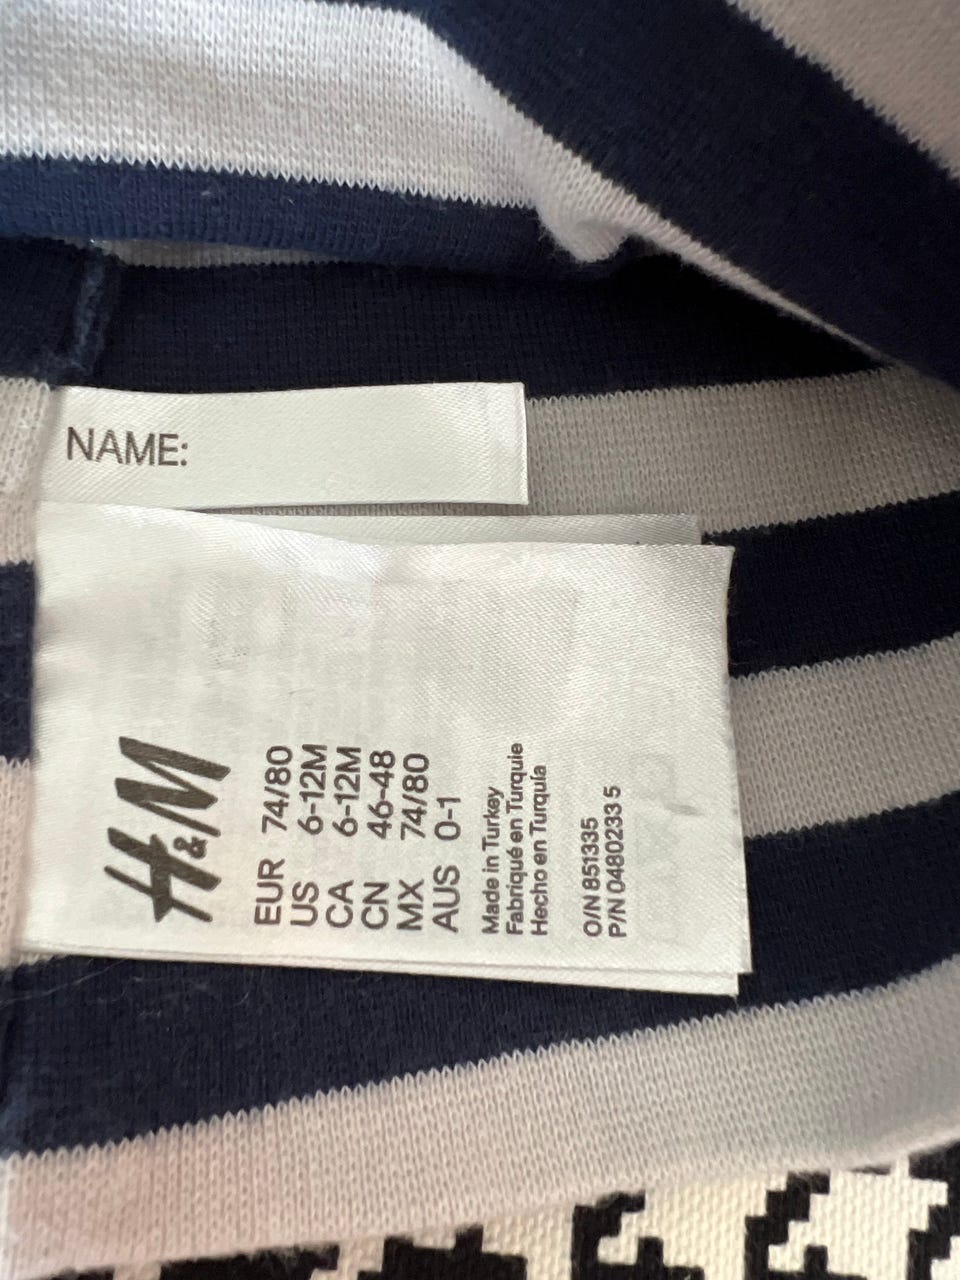 NAME:
H&M
EUR 74/80
US 6-12M
CA 6-12M
CN 46-48
MX 74/80
AUS 0-1
Made in Turkey
Fabriqué en Turquie
Hecho en Turquía
O/N 851335
P/N 0480233 5